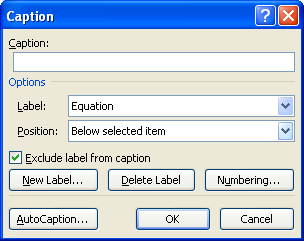 Caption
Caption:
Options
Label: Equation
Position: Below selected item
Exclude label from caption
New Label... Delete Label Numbering...
AutoCaption... OK Cancel